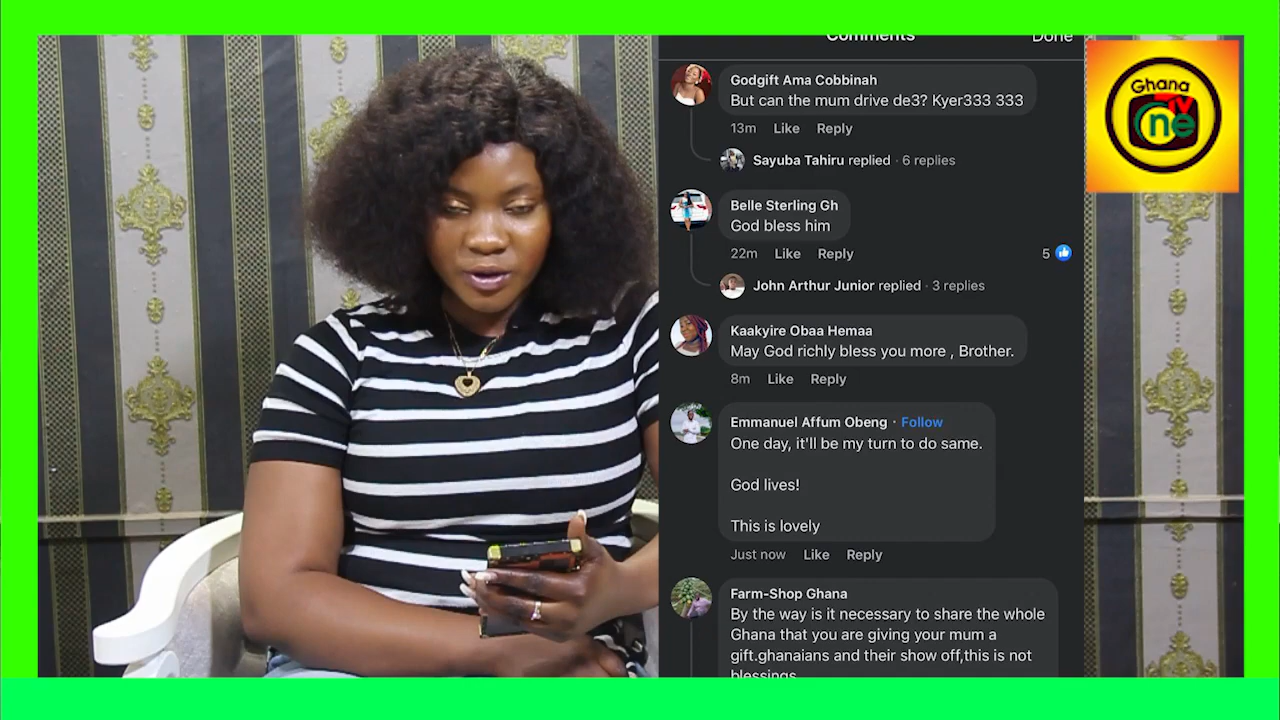 Comments
Done
Godgift Ama Cobbinah
But can the mum drive de3? Kyer333 333
13m Like Reply
Sayuba Tahiru replied · 6 replies
Belle Sterling Gh
God bless him
22m Like Reply
5
John Arthur Junior replied · 3 replies
Kaakyire Obaa Hemaa
May God richly bless you more , Brother.
8m Like Reply
Emmanuel Affum Obeng · Follow
One day, it'll be my turn to do same.
God lives!
This is lovely
Just now Like Reply
Farm-Shop Ghana
By the way is it necessary to share the whole
Ghana that you are giving your mum a
gift.ghanaians and their show off,this is not
blessings
Ghana
TV
One